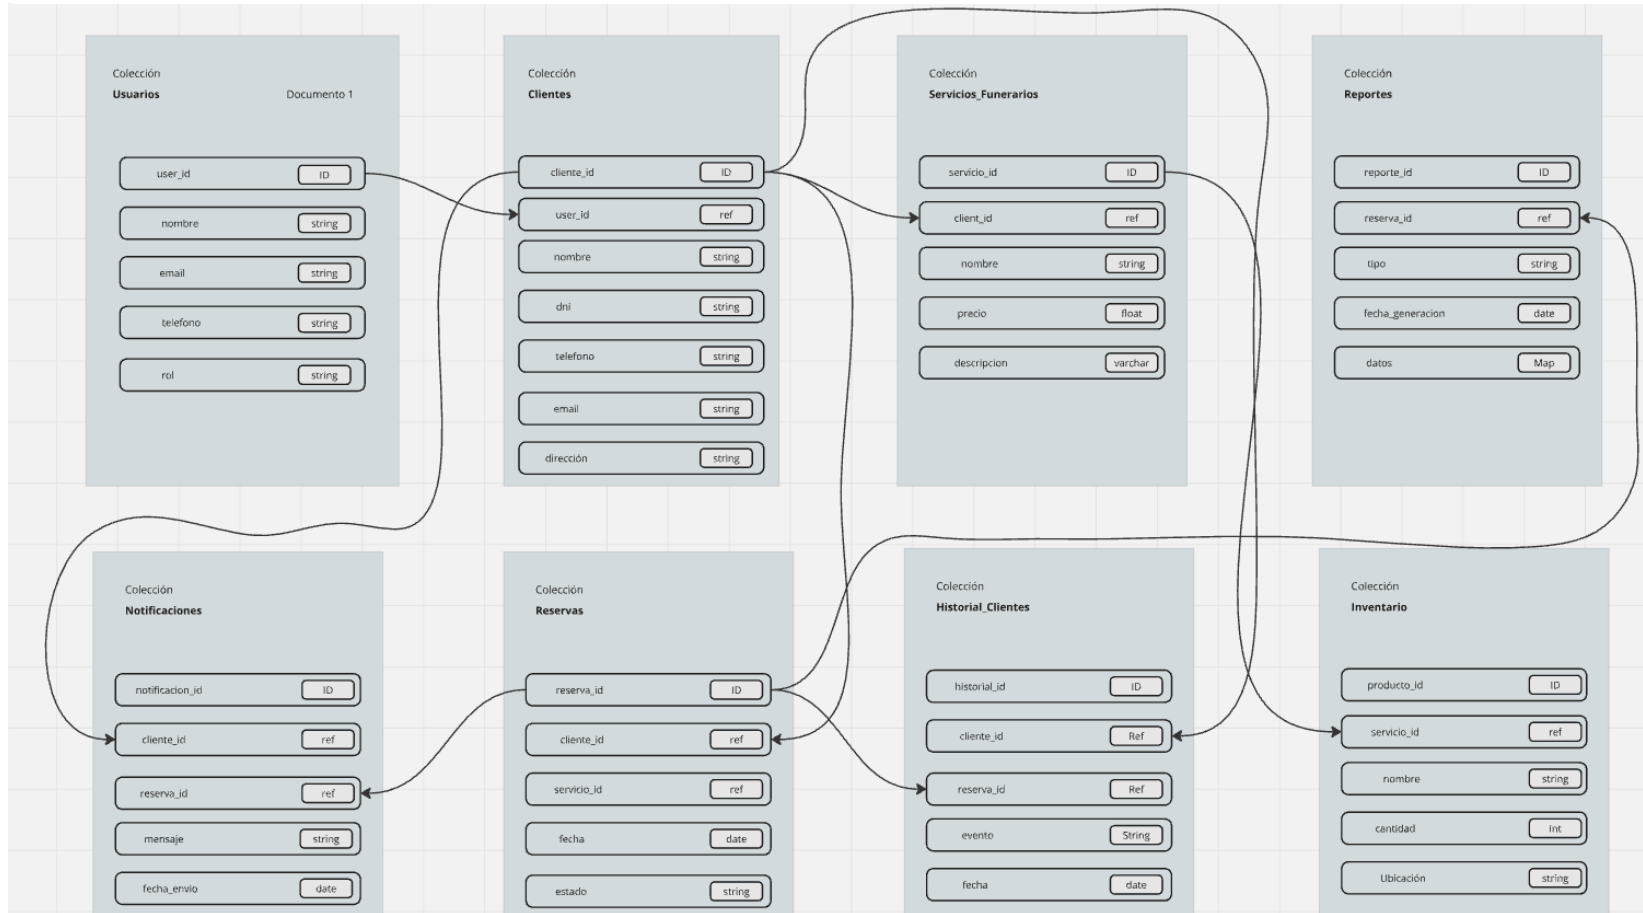 Colección
Usuarios Documento 1
user_id ID
nombre string
email string
telefono string
rol string
Colección
Clientes
cliente_id ID
user_id ref
nombre string
dni string
telefono string
email string
dirección string
Colección
Servicios_Funerarios
servicio_id ID
client_id ref
nombre string
precio float
descripcion varchar
Colección
Reportes
reporte_id ID
reserva_id ref
tipo string
fecha_generacion date
datos Map
Colección
Notificaciones
notificacion_id ID
cliente_id ref
reserva_id ref
mensaje string
fecha_envio date
Colección
Reservas
reserva_id ID
cliente_id ref
servicio_id ref
fecha date
estado string
Colección
Historial_Clientes
historial_id ID
cliente_id Ref
reserva_id Ref
evento String
fecha date
Colección
Inventario
producto_id ID
servicio_id ref
nombre string
cantidad int
Ubicación string